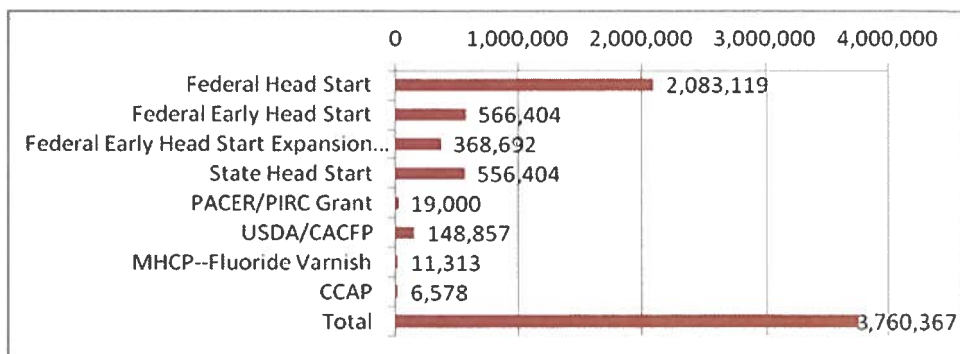 0 1,000,000 2,000,000 3,000,000 4,000,000
Federal Head Start 2,083,119
Federal Early Head Start 566,404
Federal Early Head Start Expansion... 368,692
State Head Start 556,404
PACER/PIRC Grant 19,000
USDA/CACFP 148,857
MHCP--Fluoride Varnish 11,313
CCAP 6,578
Total 3,760,367